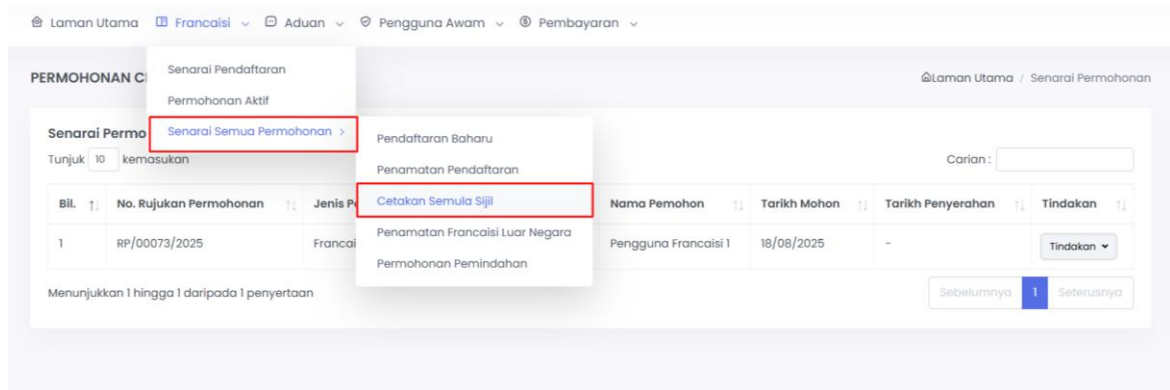 Laman Utama Francaisi Aduan Pengguna Awam Pembayaran
Senarai Pendaftaran
PERMOHONAN C Laman Utama / Senarai Permohonan
Permohonan Aktif
Senarai Permo Senarai Semua Permohonan >
Pendaftaran Baharu
Tunjuk 10 kemasukan Carian :
Penamatan Pendaftaran
Bil. No. Rujukan Permohonan Jenis P Cetakan Semula Sijil Nama Pemohon Tarikh Mohon Tarikh Penyerahan Tindakan
Penamatan Francaisi Luar Negara
1 RP/00073/2025 Francai Pengguna Francaisi 1 18/08/2025 - Tindakan
Permohonan Pemindahan
Menunjukkan 1 hingga 1 daripada 1 penyertaan Sebelumnya 1 Seterusnya